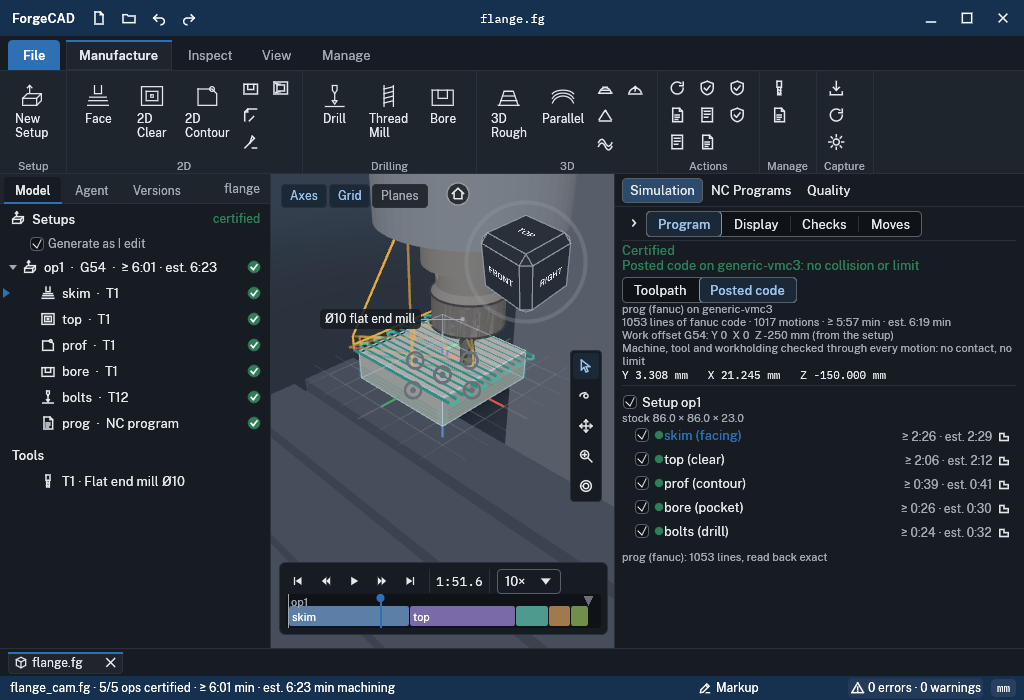 ForgeCAD
flange.fg
File
Manufacture
Inspect
View
Manage
New Setup
Face
2D Clear
2D Contour
Drill
Thread Mill
Bore
3D Rough
Parallel
Setup
2D
Drilling
3D
Actions
Manage
Capture
Model
Agent
Versions
flange
Setups
certified
Generate as I edit
op1 · G54 · ≥ 6:01 · est. 6:23
skim · T1
top · T1
prof · T1
bore · T1
bolts · T12
prog · NC program
Tools
T1 · Flat end mill Ø10
Axes
Grid
Planes
TOP
FRONT
RIGHT
Ø10 flat end mill
1:51.6
10×
op1
skim
top
Simulation
NC Programs
Quality
Program
Display
Checks
Moves
Certified
Posted code on generic-vmc3: no collision or limit
Toolpath
Posted code
prog (fanuc) on generic-vmc3
1053 lines of fanuc code · 1017 motions · ≥ 5:57 min · est. 6:19 min
Work offset G54: Y 0 X 0 Z -250 mm (from the setup)
Machine, tool and workholding checked through every motion: no contact, no
limit
Y 3.308 mm X 21.245 mm Z -150.000 mm
Setup op1
stock 86.0 × 86.0 × 23.0
skim (facing) ≥ 2:26 · est. 2:29
top (clear) ≥ 2:06 · est. 2:12
prof (contour) ≥ 0:39 · est. 0:41
bore (pocket) ≥ 0:26 · est. 0:30
bolts (drill) ≥ 0:24 · est. 0:32
prog (fanuc): 1053 lines, read back exact
flange.fg
flange_cam.fg · 5/5 ops certified · ≥ 6:01 min · est. 6:23 min machining
Markup
0 errors · 0 warnings
mm